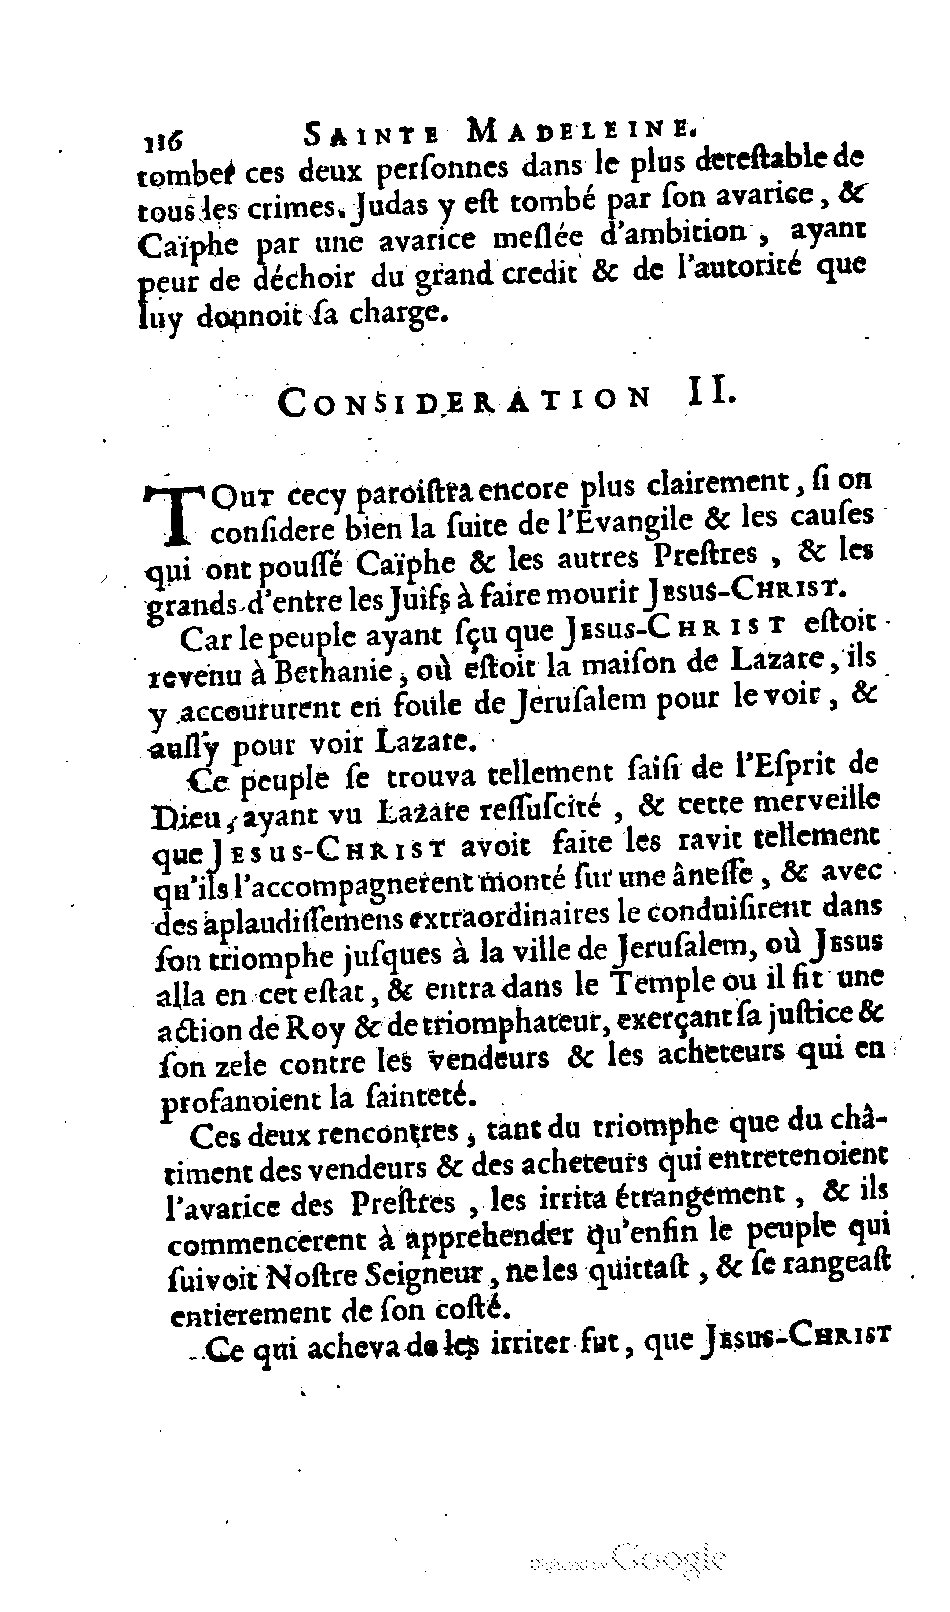 116 SAINTE MADELEINE.
tomber ces deux perſonnes dans le plus deteſtable de
tous les crimes. Judas y eſt tombé par ſon avarice, &
Caïphe par une avarice meſlée d'ambition, ayant
peur de déchoir du grand credit & de l'autorité que
luy donnoit ſa charge.
CONSIDERATION II.
TOUT cecy paroiſtra encore plus clairement, ſi on
conſidere bien la ſuite de l'Evangile & les cauſes
qui ont pouſſé Caïphe & les autres Preſtres, & les
grands d'entre les Juifs à faire mourir JESUS-CHRIST.
Car le peuple ayant ſçu que JESUS-CHRIST eſtoit
revenu à Bethanie, où eſtoit la maiſon de Lazare, ils
y accoururent en foule de Jeruſalem pour le voir, &
auſſy pour voir Lazare.
Ce peuple ſe trouva tellement ſaiſi de l'Eſprit de
Dieu, ayant vu Lazare reſſuſcité, & cette merveille
que JESUS-CHRIST avoit faite les ravit tellement
qu'ils l'accompagnerent monté ſur une âneſſe, & avec
des aplaudiſſemens extraordinaires le conduiſirent dans
ſon triomphe juſques à la ville de Jeruſalem, où JESUS
alla en cet eſtat, & entra dans le Temple ou il fit une
action de Roy & de triomphateur, exerçant ſa juſtice &
ſon zele contre les vendeurs & les acheteurs qui en
profanoient la ſainteté.
Ces deux rencontres, tant du triomphe que du châ-
timent des vendeurs & des acheteurs qui entretenoient
l'avarice des Preſtres, les irrita étrangement, & ils
commencerent à apprehender qu'enfin le peuple qui
ſuivoit Noſtre Seigneur, ne les quittaſt, & ſe rangeaſt
entierement de ſon coſté.
Ce qui acheva de les irriter fut, que JESUS-CHRIST
Google